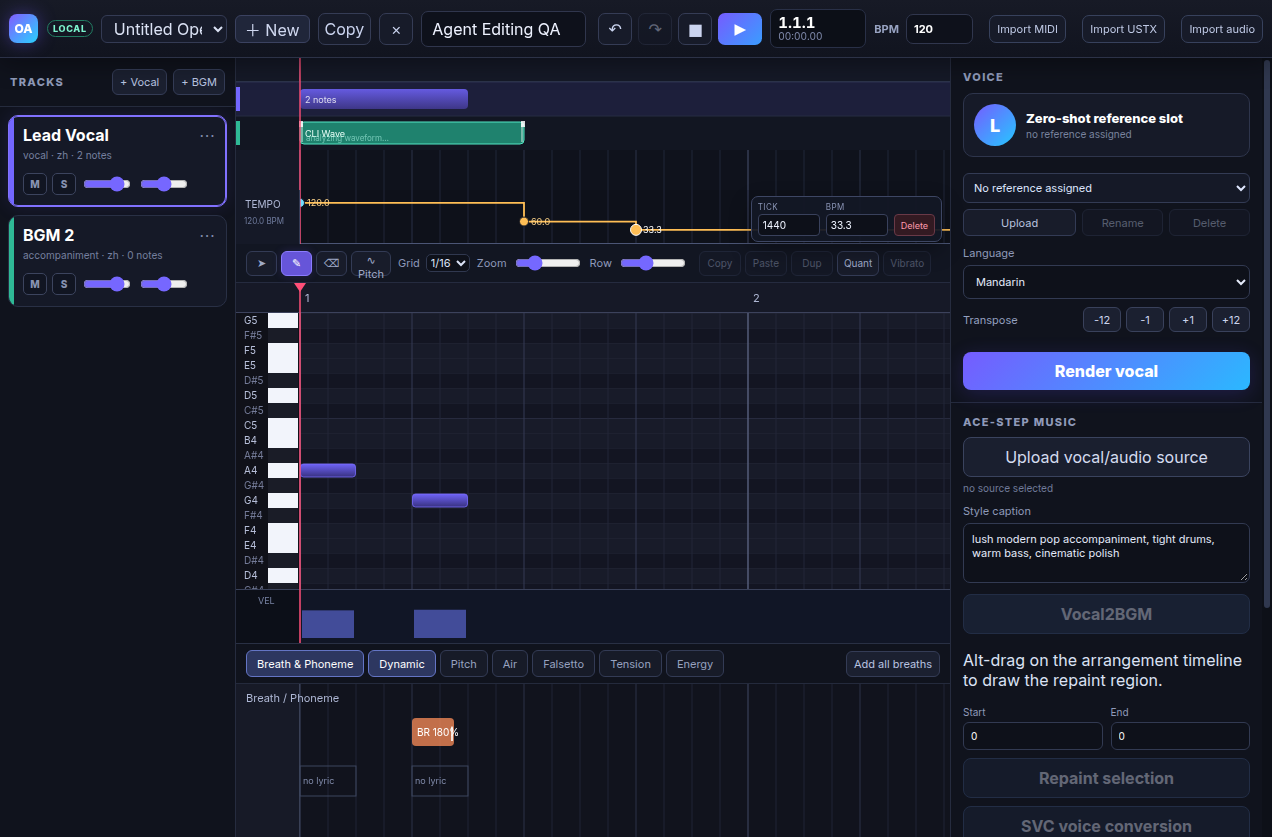 OA LOCAL Untitled Ope + New Copy × Agent Editing QA 1.1.1 00:00.00 BPM 120 Import MIDI Import USTX Import audio
TRACKS + Vocal + BGM
Lead Vocal
vocal · zh · 2 notes
M S
BGM 2
accompaniment · zh · 0 notes
M S
2 notes
CLI Wave
analyzing waveform...
TEMPO
120.0 BPM
120.0
60.0
33.3
TICK BPM
1440 33.3 Delete
Pitch Grid 1/16 Zoom Row Copy Paste Dup Quant Vibrato
1 2
G5
F#5
F5
E5
D#5
D5
C#5
C5
B4
A#4
A4
G#4
G4
F#4
F4
E4
D#4
D4
VEL
Breath & Phoneme Dynamic Pitch Air Falsetto Tension Energy Add all breaths
Breath / Phoneme
BR 180%
no lyric no lyric
VOICE
L Zero-shot reference slot
no reference assigned
No reference assigned
Upload Rename Delete
Language
Mandarin
Transpose -12 -1 +1 +12
Render vocal
ACE-STEP MUSIC
Upload vocal/audio source
no source selected
Style caption
lush modern pop accompaniment, tight drums,
warm bass, cinematic polish
Vocal2BGM
Alt-drag on the arrangement timeline
to draw the repaint region.
Start End
0 0
Repaint selection
SVC voice conversion